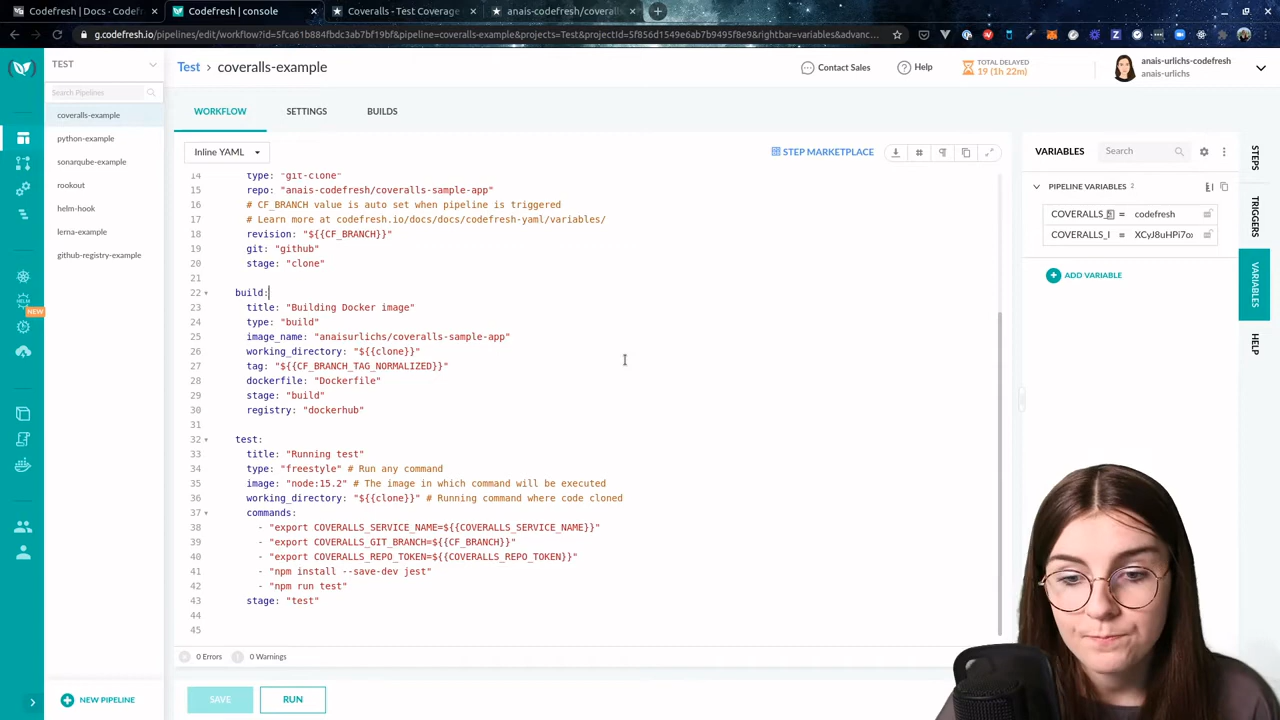 Codefresh | Docs - Codefresh
Codefresh | Console
Coveralls - Test Coverage
anais-codefresh/coveralls
g.codefresh.io/pipelines/edit/workflow?id=5fca61b884fbdc3ab7bf19bf&pipeline=coveralls-example&projects=Test&projectId=5f856d1549e6ab7b9495f8e9&rightbar=variables&advanc...
TEST
Search Pipelines
coveralls-example
python-example
sonarqube-example
rookout
helm-hook
lerna-example
github-registry-example
HELM
NEW
NEW PIPELINE
Test > coveralls-example
Contact Sales
Help
TOTAL DELAYED
19 (1h 22m)
anais.urlichs-codefresh
anais-urlichs
WORKFLOW
SETTINGS
BUILDS
Inline YAML
STEP MARKETPLACE
14 type: "git-clone"
15 repo: "anais-codefresh/coveralls-sample-app"
16 # CF_BRANCH value is auto set when pipeline is triggered
17 # Learn more at codefresh.io/docs/docs/codefresh-yaml/variables/
18 revision: "${{CF_BRANCH}}"
19 git: "github"
20 stage: "clone"
21
22 build:
23 title: "Building Docker image"
24 type: "build"
25 image_name: "anaisurlichs/coveralls-sample-app"
26 working_directory: "${{clone}}"
27 tag: "${{CF_BRANCH_TAG_NORMALIZED}}"
28 dockerfile: "Dockerfile"
29 stage: "build"
30 registry: "dockerhub"
31
32 test:
33 title: "Running test"
34 type: "freestyle" # Run any command
35 image: "node:15.2" # The image in which command will be executed
36 working_directory: "${{clone}}" # Running command where code cloned
37 commands:
38 - "export COVERALLS_SERVICE_NAME=${{COVERALLS_SERVICE_NAME}}"
39 - "export COVERALLS_GIT_BRANCH=${{CF_BRANCH}}"
40 - "export COVERALLS_REPO_TOKEN=${{COVERALLS_REPO_TOKEN}}"
41 - "npm install --save-dev jest"
42 - "npm run test"
43 stage: "test"
44
45
0 Errors
0 Warnings
SAVE
RUN
VARIABLES
Search
PIPELINE VARIABLES 2
COVERALLS_ = codefresh
COVERALLS_I = XCyJ8uHPi7o
ADD VARIABLE
STEPS
TRIGGERS
VARIABLES
HELP